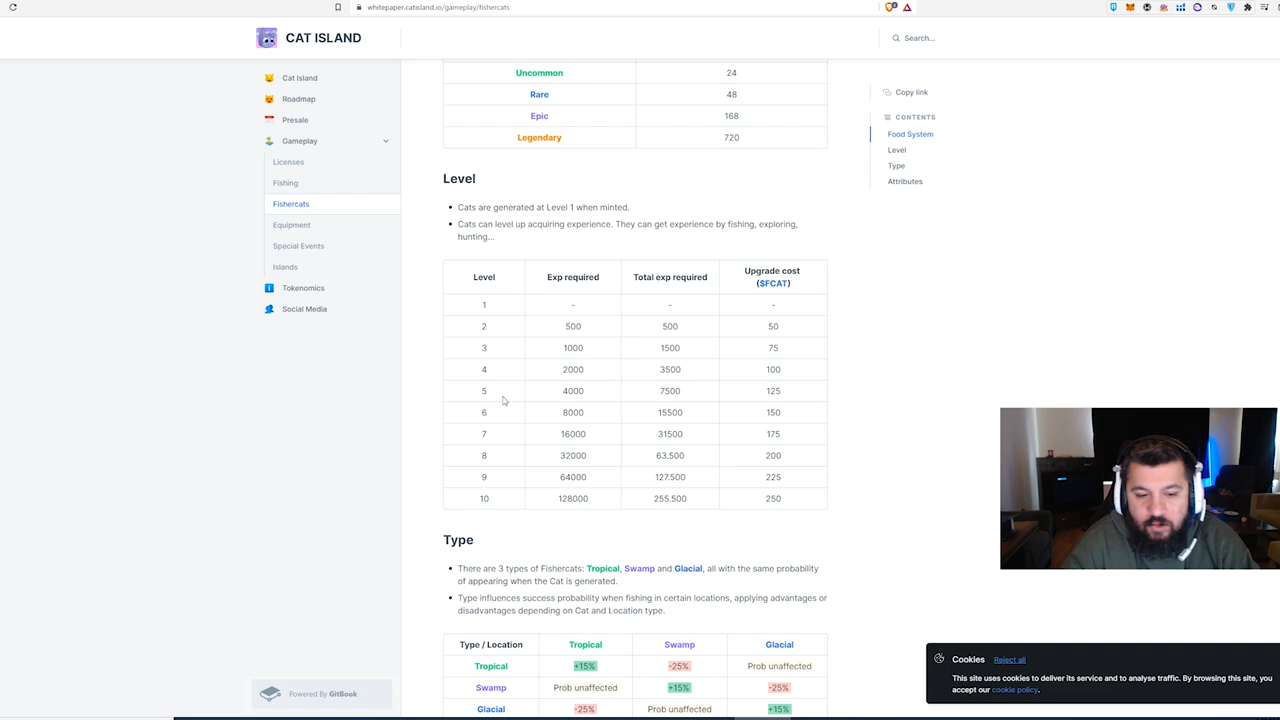 whitepaper.catisland.io/gameplay/fishercats
CAT ISLAND
Search...
Cat Island
Roadmap
Presale
Gameplay
Licenses
Fishing
Fishercats
Equipment
Special Events
Islands
Tokenomics
Social Media
Powered By GitBook
Uncommon 24
Rare 48
Epic 168
Legendary 720
Level
Cats are generated at Level 1 when minted.
Cats can level up acquiring experience. They can get experience by fishing, exploring,
hunting...
Level Exp required Total exp required Upgrade cost
($FCAT)
1 - - -
2 500 500 50
3 1000 1500 75
4 2000 3500 100
5 4000 7500 125
6 8000 15500 150
7 16000 31500 175
8 32000 63.500 200
9 64000 127.500 225
10 128000 255.500 250
Type
There are 3 types of Fishercats: Tropical, Swamp and Glacial, all with the same probability
of appearing when the Cat is generated.
Type influences success probability when fishing in certain locations, applying advantages or
disadvantages depending on Cat and Location type.
Type / Location Tropical Swamp Glacial
Tropical +15% -25% Prob unaffected
Swamp Prob unaffected +15% -25%
Glacial -25% Prob unaffected +15%
Copy link
CONTENTS
Food System
Level
Type
Attributes
Cookies Reject all
This site uses cookies to deliver its service and to analyse traffic. By browsing this site, you
accept our cookie policy.